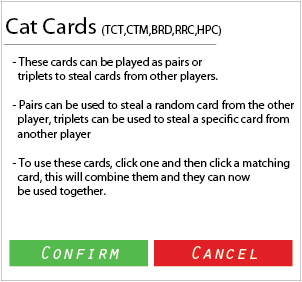 Cat Cards (TCT,CTM,BRD,RRC,HPC)
- These cards can be played as pairs or
triplets to steal cards from other players.
- Pairs can be used to steal a random card from the other
player, triplets can be used to steal a specific card from
another player
- To use these cards, click one and then click a matching
card, this will combine them and they can now
be used together.
Confirm Cancel